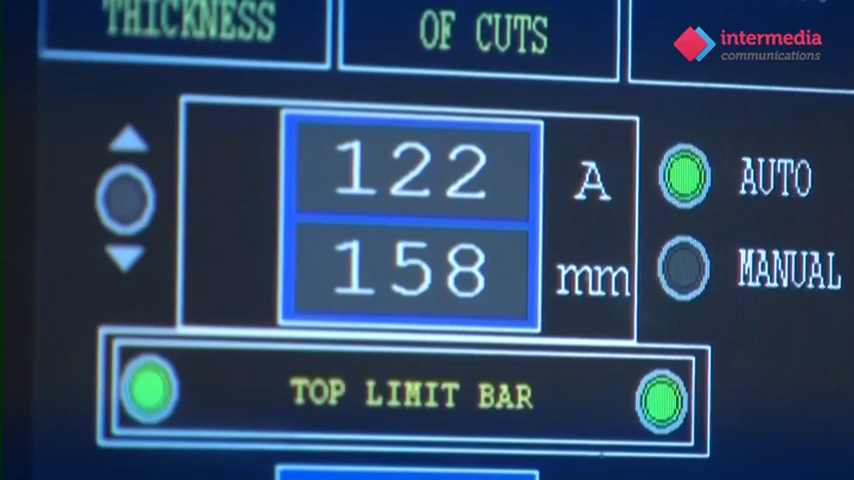 THICKNESS
OF CUTS
intermedia
communications
122 A
158 mm
AUTO
MANUAL
TOP LIMIT BAR